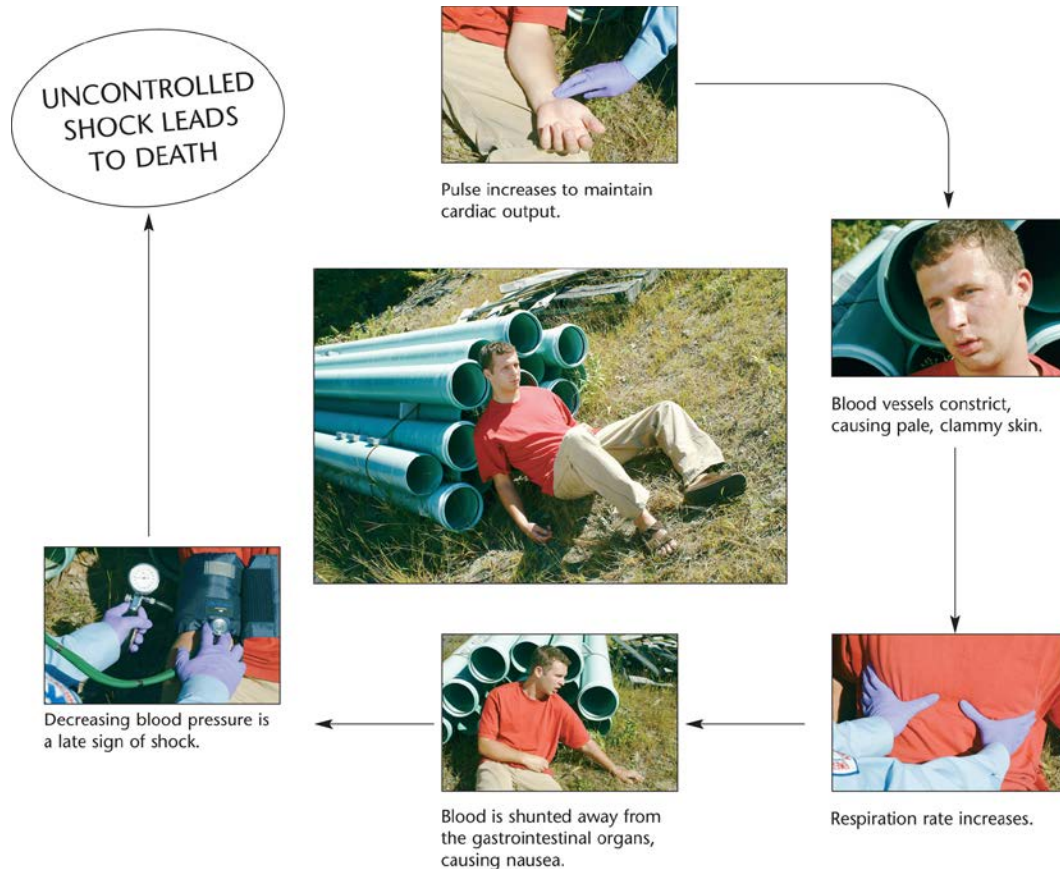 UNCONTROLLED
SHOCK LEADS
TO DEATH
Pulse increases to maintain
cardiac output.
Blood vessels constrict,
causing pale, clammy skin.
Respiration rate increases.
Blood is shunted away from
the gastrointestinal organs,
causing nausea.
Decreasing blood pressure is
a late sign of shock.